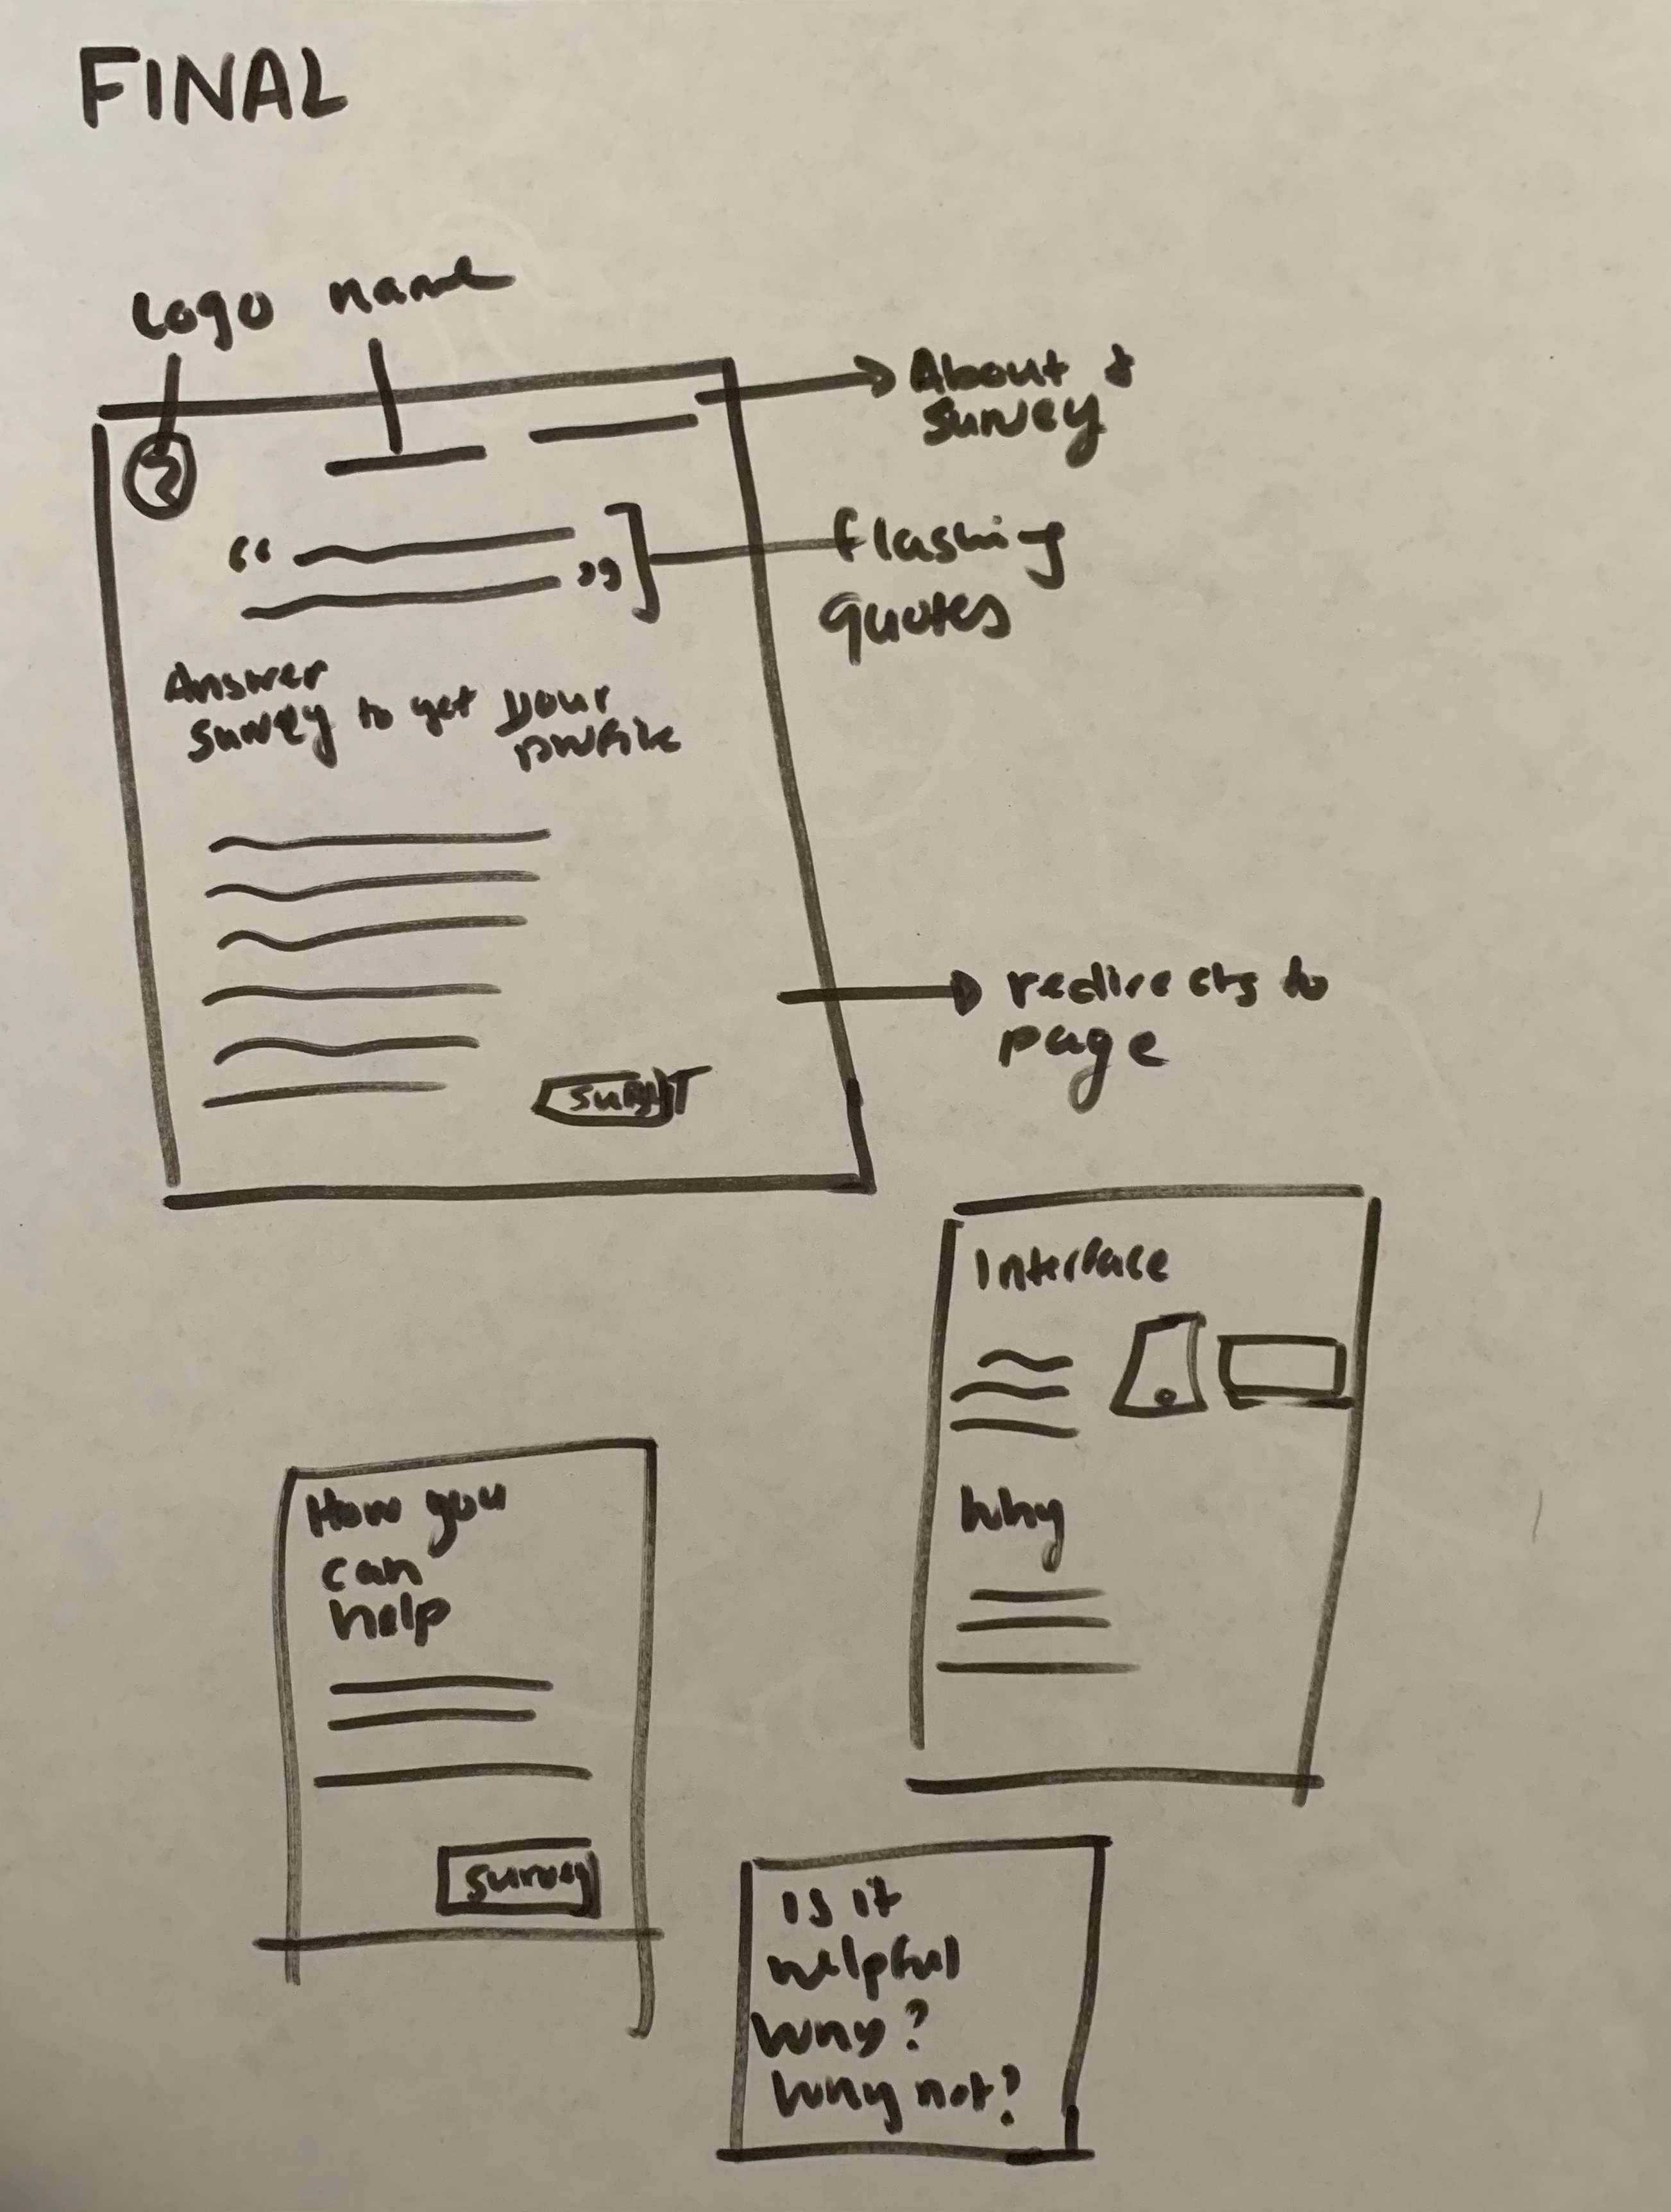 FINAL
Logo name
About &
survey
“
”
flashing
quotes
Answer
survey to get your
profile
redirects to
page
SUBMIT
Interface
Why
How you
can
help
survey
Is it
helpful
Why?
Why not?